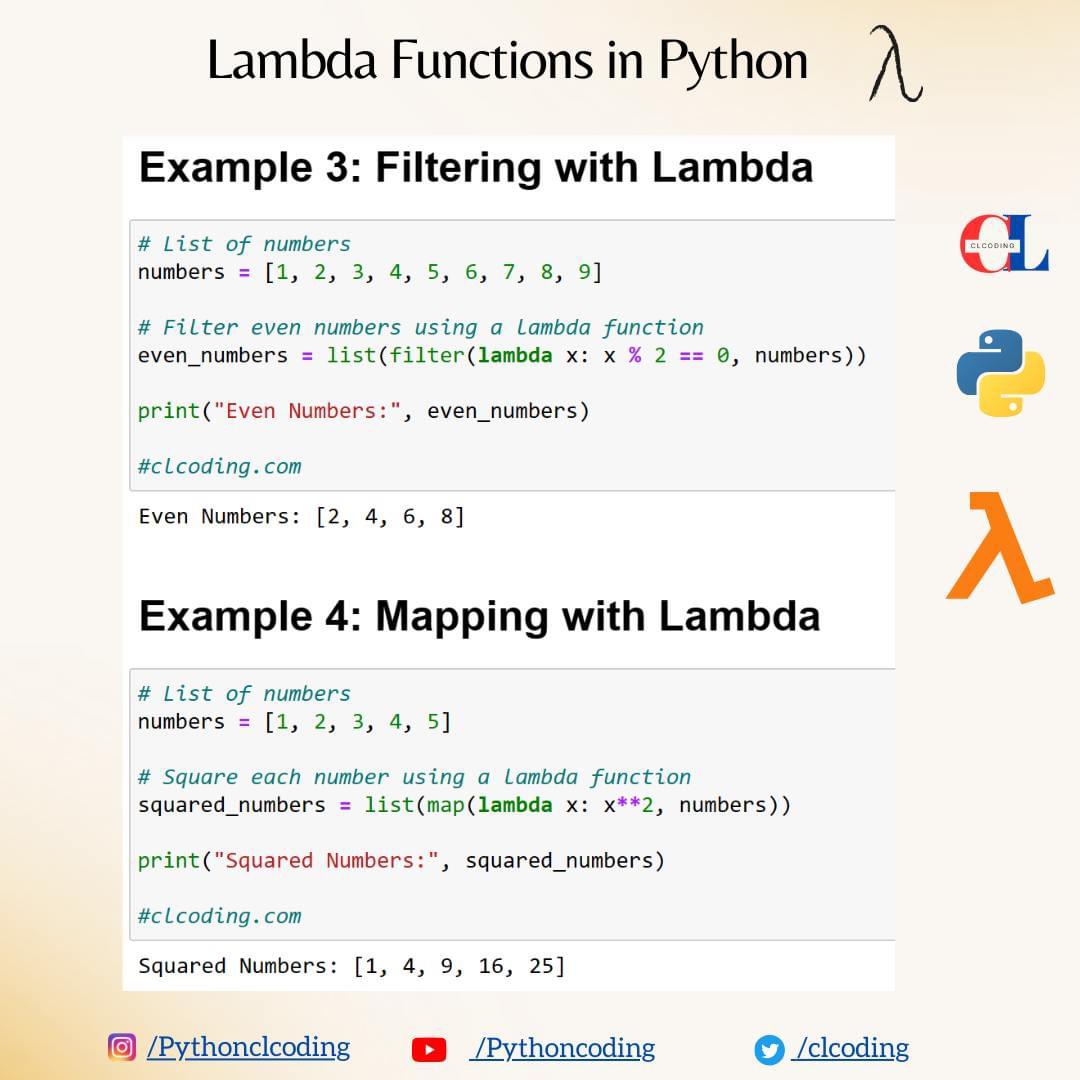 Lambda Functions in Python λ
Example 3: Filtering with Lambda
# List of numbers
numbers = [1, 2, 3, 4, 5, 6, 7, 8, 9]
# Filter even numbers using a lambda function
even_numbers = list(filter(lambda x: x % 2 == 0, numbers))
print("Even Numbers:", even_numbers)
#clcoding.com
Even Numbers: [2, 4, 6, 8]
Example 4: Mapping with Lambda
# List of numbers
numbers = [1, 2, 3, 4, 5]
# Square each number using a lambda function
squared_numbers = list(map(lambda x: x**2, numbers))
print("Squared Numbers:", squared_numbers)
#clcoding.com
Squared Numbers: [1, 4, 9, 16, 25]
CL
CLCODING
λ
/Pythonclcoding /Pythoncoding /clcoding